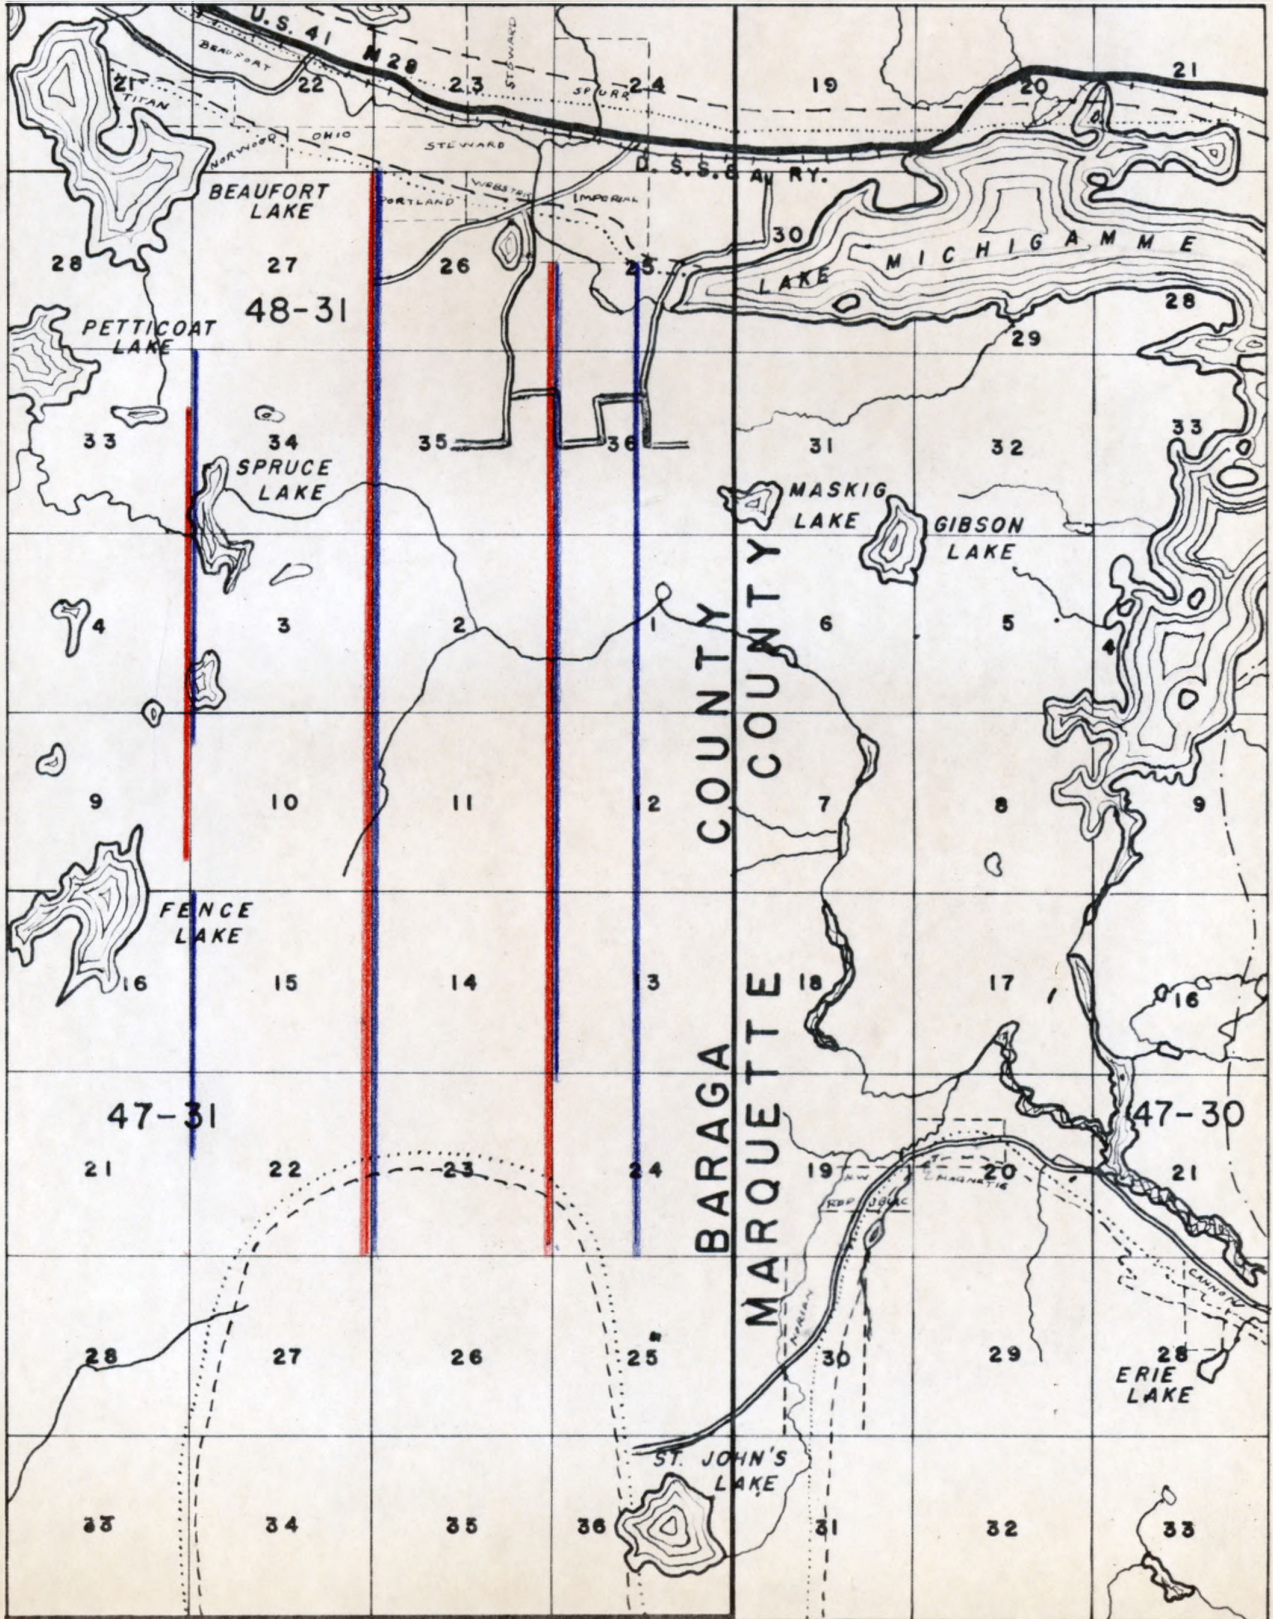 U.S. 41
M 28
BEAUFORT
STEWARD
21
22
23
24
19
20
21
TITAN
SPURR
NORWOOD
OHIO
STEWARD
D. S. S. & A. RY.
BEAUFORT
LAKE
PORTLAND
WEBSTER
IMPERIAL
28
27
26
25
30
LAKE MICHIGAMME
48-31
28
PETTICOAT
LAKE
29
33
34
35
36
31
32
33
SPRUCE
LAKE
MASKIG
LAKE
GIBSON
LAKE
4
3
2
1
6
5
4
BARAGA COUNTY
MARQUETTE COUNTY
9
10
11
12
7
8
9
FENCE
LAKE
16
15
14
13
18
17
16
47-31
47-30
21
22
23
24
19
20
21
MAGNETIC
CANNON
28
27
26
25
30
29
28
ERIE
LAKE
ST. JOHN'S
LAKE
33
34
35
36
31
32
33